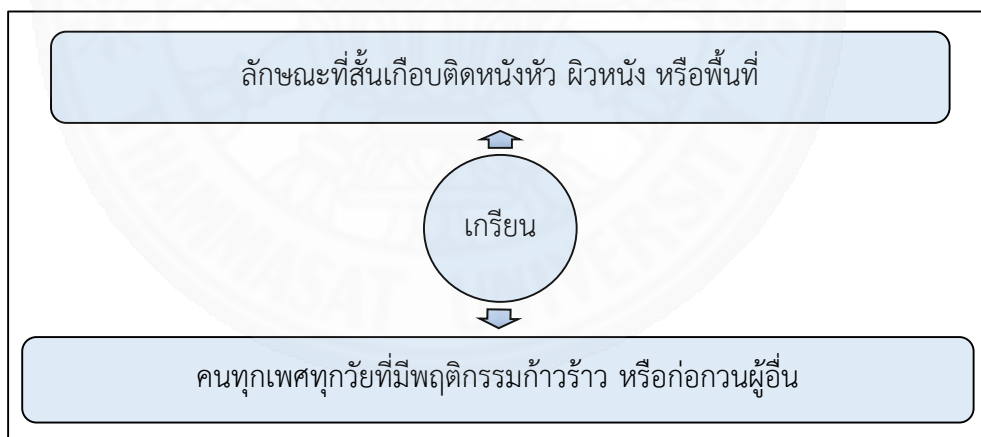 ลักษณะที่สั้นเกือบติดหนังหัว ผิวหนัง หรือพื้นที่
เกรียน
THAMMASAT UNIVERSITY
คนทุกเพศทุกวัยที่มีพฤติกรรมก้าวร้าว หรือก่อกวนผู้อื่น